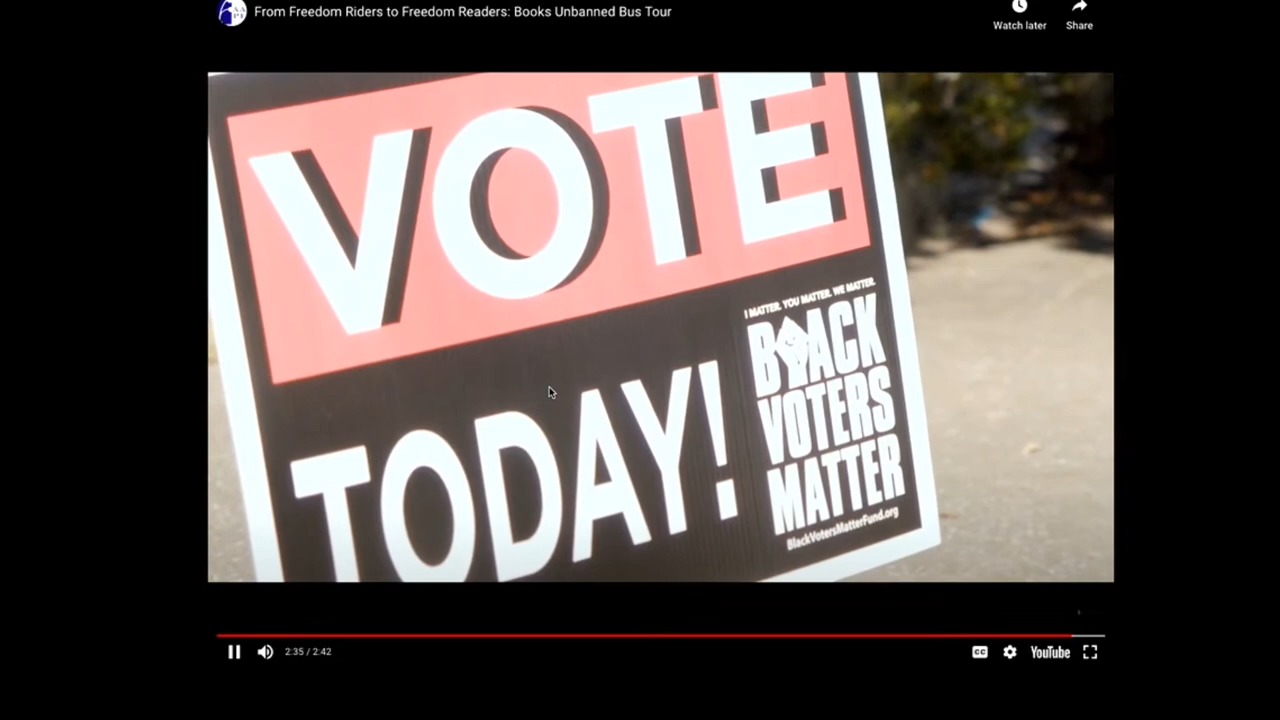 From Freedom Riders to Freedom Readers: Books Unbanned Bus Tour
Watch later
Share
VOTE
TODAY!
I MATTER. YOU MATTER. WE MATTER.
BLACK
VOTERS
MATTER
BlackVotersMatterFund.org
2:35 / 2:42
CC
YouTube